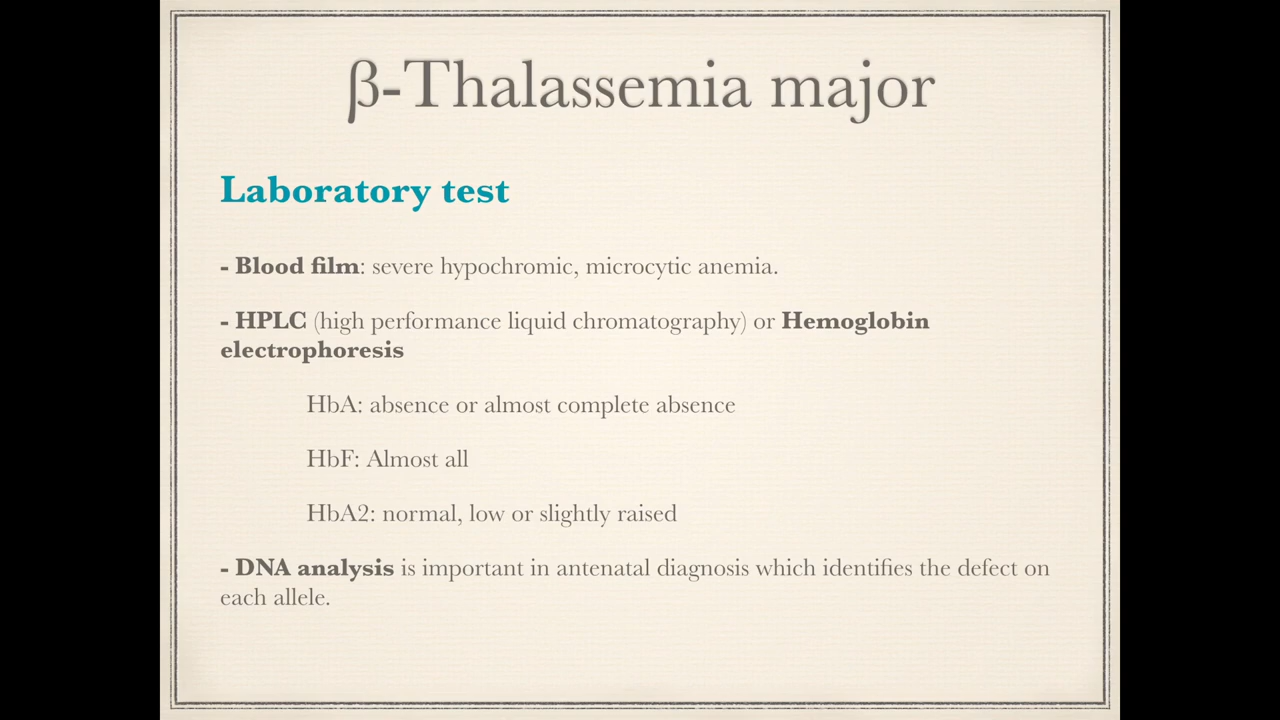 β-Thalassemia major
Laboratory test
- Blood film: severe hypochromic, microcytic anemia.
- HPLC (high performance liquid chromatography) or Hemoglobin
electrophoresis
HbA: absence or almost complete absence
HbF: Almost all
HbA2: normal, low or slightly raised
- DNA analysis is important in antenatal diagnosis which identifies the defect on
each allele.